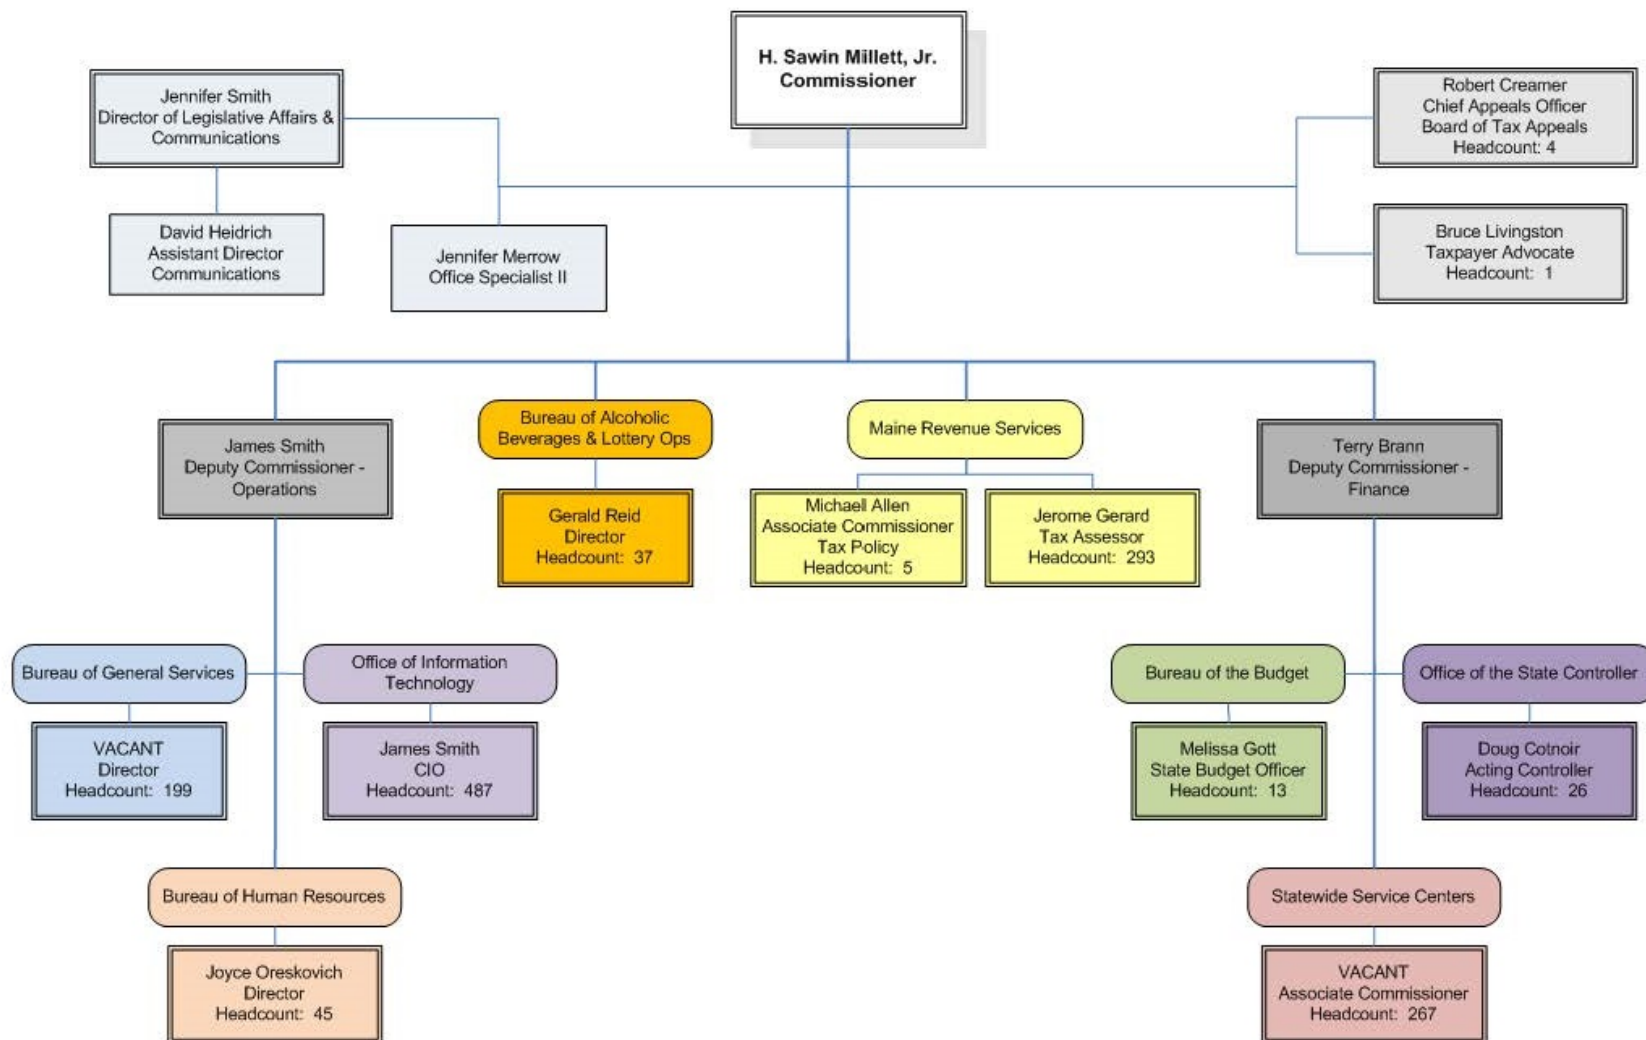 H. Sawin Millett, Jr.
Commissioner
Jennifer Smith
Director of Legislative Affairs &
Communications
Robert Creamer
Chief Appeals Officer
Board of Tax Appeals
Headcount: 4
David Heidrich
Assistant Director
Communications
Jennifer Merrow
Office Specialist II
Bruce Livingston
Taxpayer Advocate
Headcount: 1
James Smith
Deputy Commissioner -
Operations
Bureau of Alcoholic
Beverages & Lottery Ops
Gerald Reid
Director
Headcount: 37
Maine Revenue Services
Michael Allen
Associate Commissioner
Tax Policy
Headcount: 5
Jerome Gerard
Tax Assessor
Headcount: 293
Terry Brann
Deputy Commissioner -
Finance
Bureau of General Services
VACANT
Director
Headcount: 199
Office of Information
Technology
James Smith
CIO
Headcount: 487
Bureau of the Budget
Melissa Gott
State Budget Officer
Headcount: 13
Office of the State Controller
Doug Cotnoir
Acting Controller
Headcount: 26
Bureau of Human Resources
Joyce Oreskovich
Director
Headcount: 45
Statewide Service Centers
VACANT
Associate Commissioner
Headcount: 267